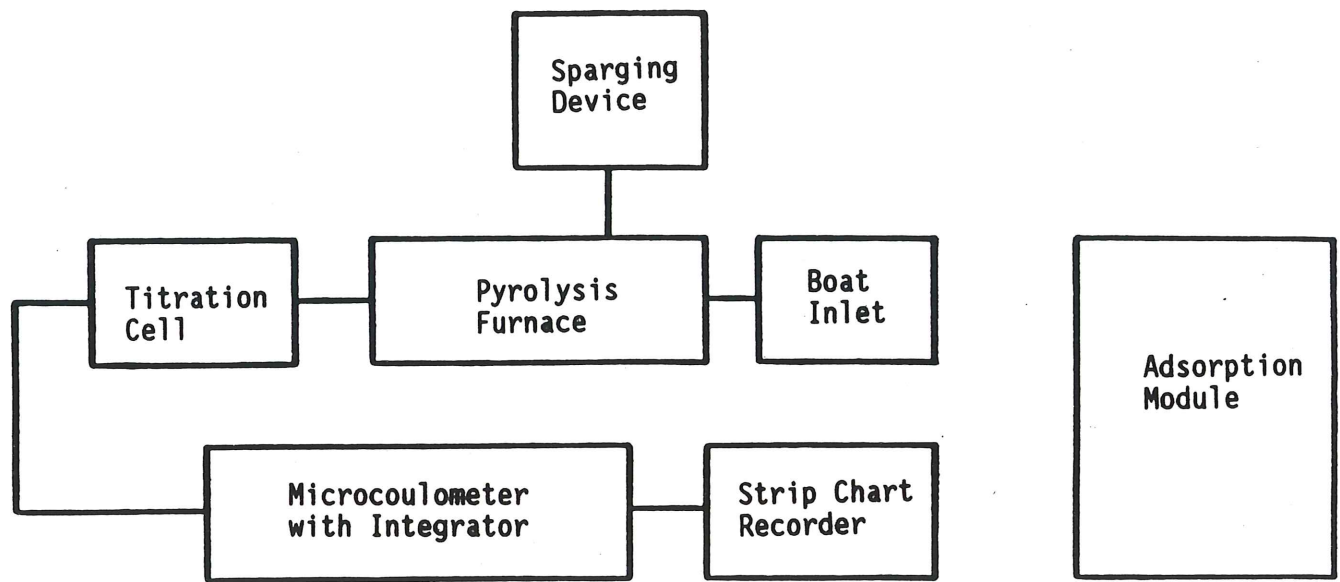 Sparging
Device
Titration
Cell
Pyrolysis
Furnace
Boat
Inlet
Adsorption
Module
Microcoulometer
with Integrator
Strip Chart
Recorder